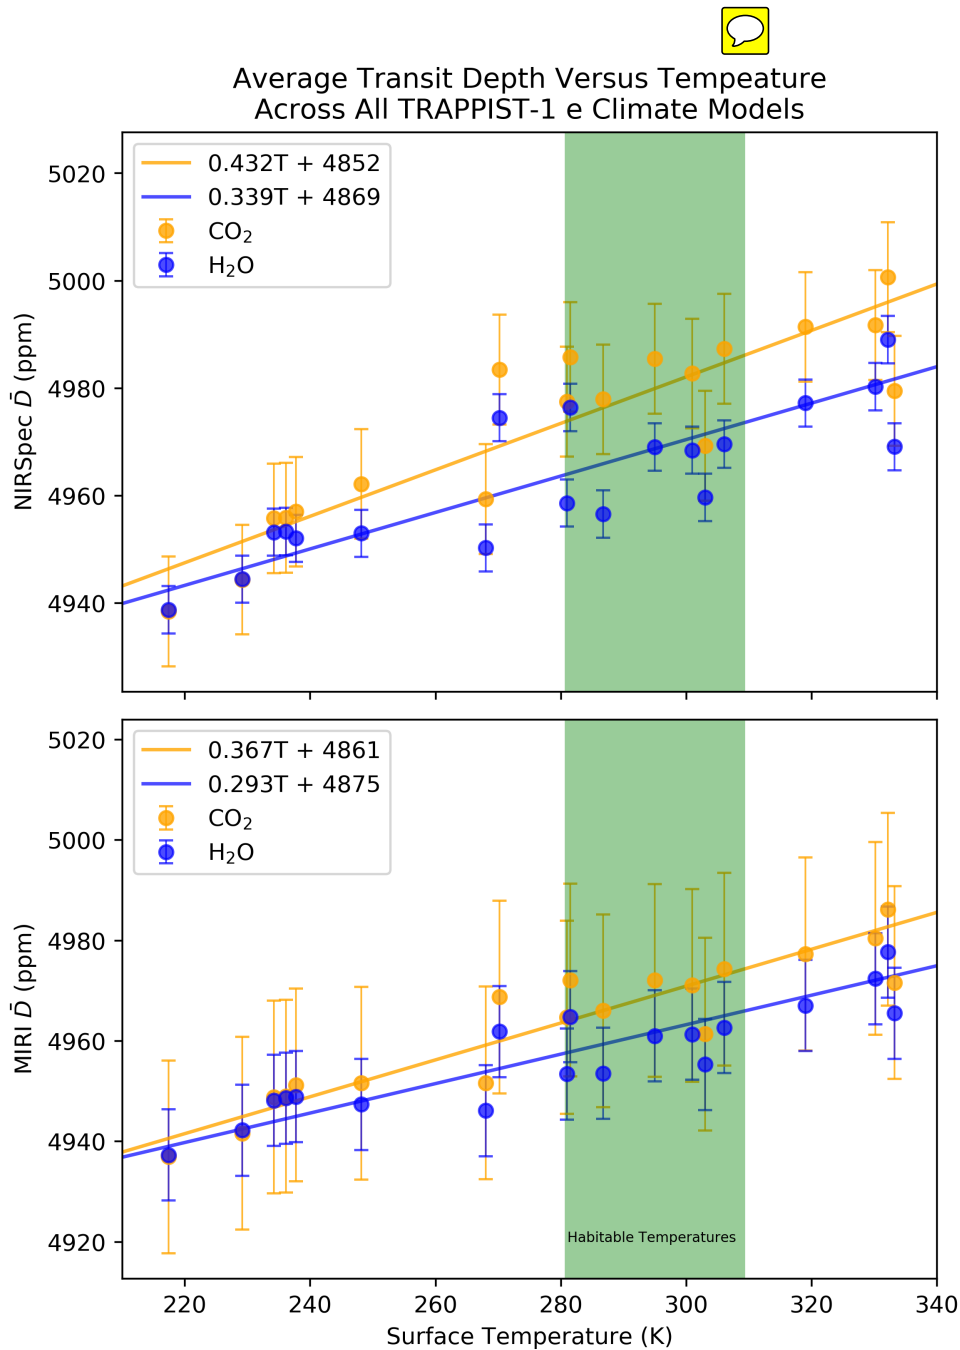 Average Transit Depth Versus Tempeature
Across All TRAPPIST-1 e Climate Models
0.432T + 4852
0.339T + 4869
CO₂
H₂O
5020
5000
4980
4960
4940
NIRSpec D̄ (ppm)
0.367T + 4861
0.293T + 4875
CO₂
H₂O
5020
5000
4980
4960
4940
4920
MIRI D̄ (ppm)
Habitable Temperatures
220 240 260 280 300 320 340
Surface Temperature (K)